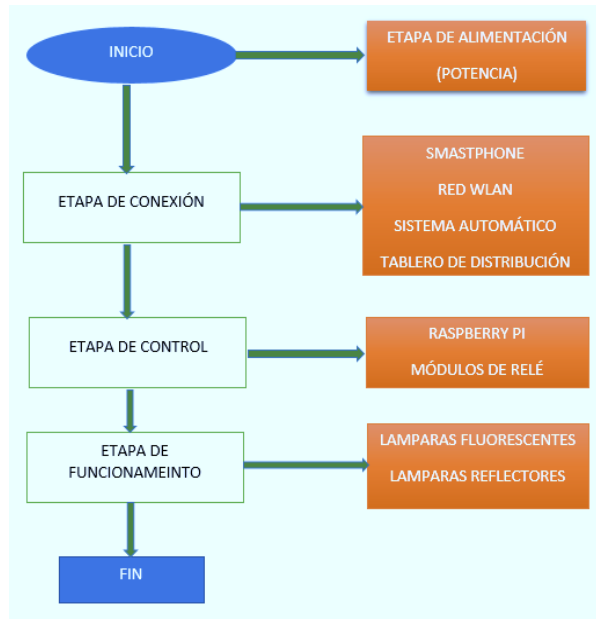 INICIO
ETAPA DE ALIMENTACIÓN
(POTENCIA)
ETAPA DE CONEXIÓN
SMASTPHONE
RED WLAN
SISTEMA AUTOMÁTICO
TABLERO DE DISTRIBUCIÓN
ETAPA DE CONTROL
RASPBERRY PI
MÓDULOS DE RELÉ
ETAPA DE
FUNCIONAMEINTO
LAMPARAS FLUORESCENTES
LAMPARAS REFLECTORES
FIN